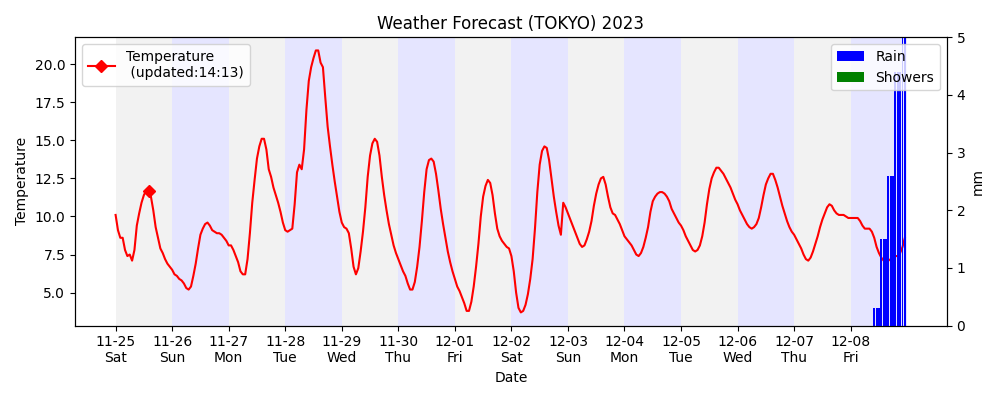 Weather Forecast (TOKYO) 2023
Temperature
(updated:14:13)
Rain
Showers
Temperature
20.0
17.5
15.0
12.5
10.0
7.5
5.0
5
4
3
2
1
0
mm
11-25 11-26 11-27 11-28 11-29 11-30 12-01 12-02 12-03 12-04 12-05 12-06 12-07 12-08
Sat Sun Mon Tue Wed Thu Fri Sat Sun Mon Tue Wed Thu Fri
Date